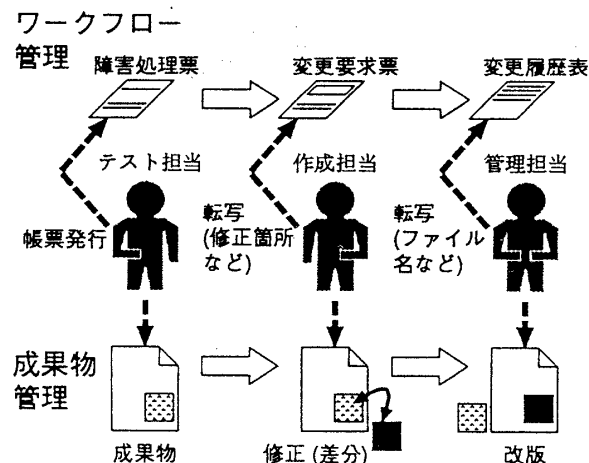 ワークフロー
管理
障害処理票
変更要求票
変更履歴表
テスト担当
作成担当
管理担当
帳票発行
転写
(修正箇所
など)
転写
(ファイル
名など)
成果物
管理
成果物
修正 (差分)
改版